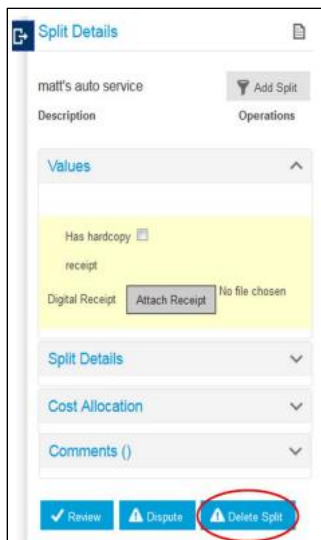 Split Details
matt's auto service
Add Split
Description Operations
Values
Has hardcopy
receipt
Digital Receipt Attach Receipt No file chosen
Split Details
Cost Allocation
Comments ()
Review Dispute Delete Split